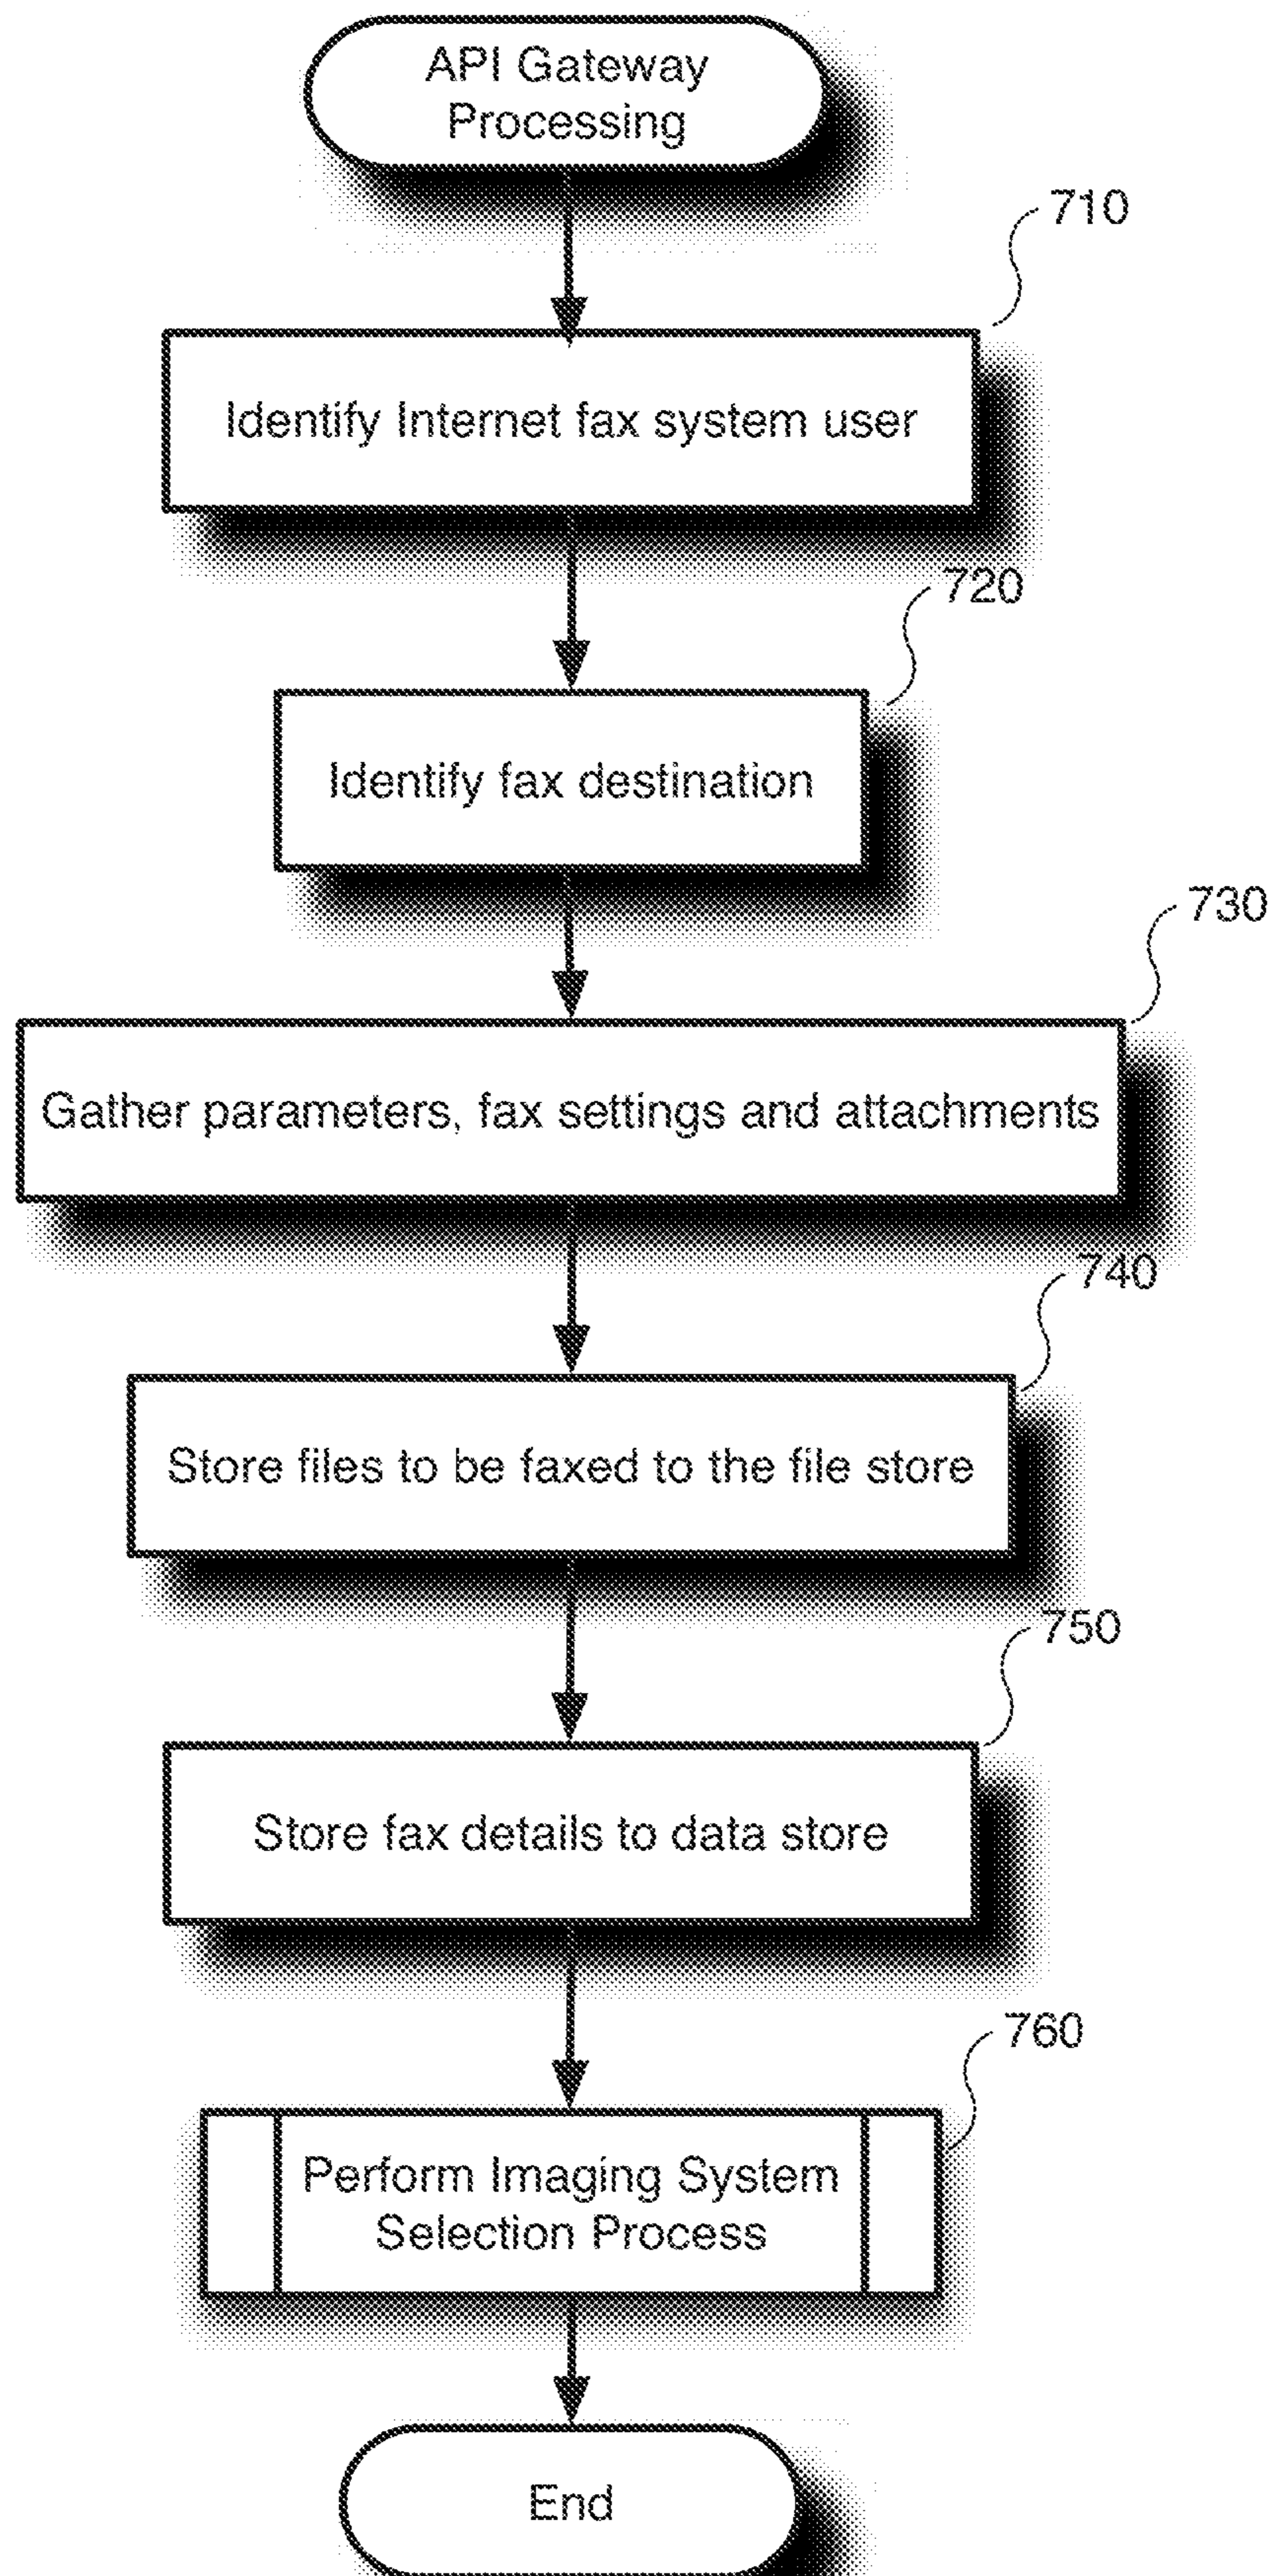 API Gateway
Processing
710
Identify Internet fax system user
720
Identify fax destination
730
Gather parameters, fax settings and attachments
740
Store files to be faxed to the file store
750
Store fax details to data store
760
Perform Imaging System
Selection Process
End